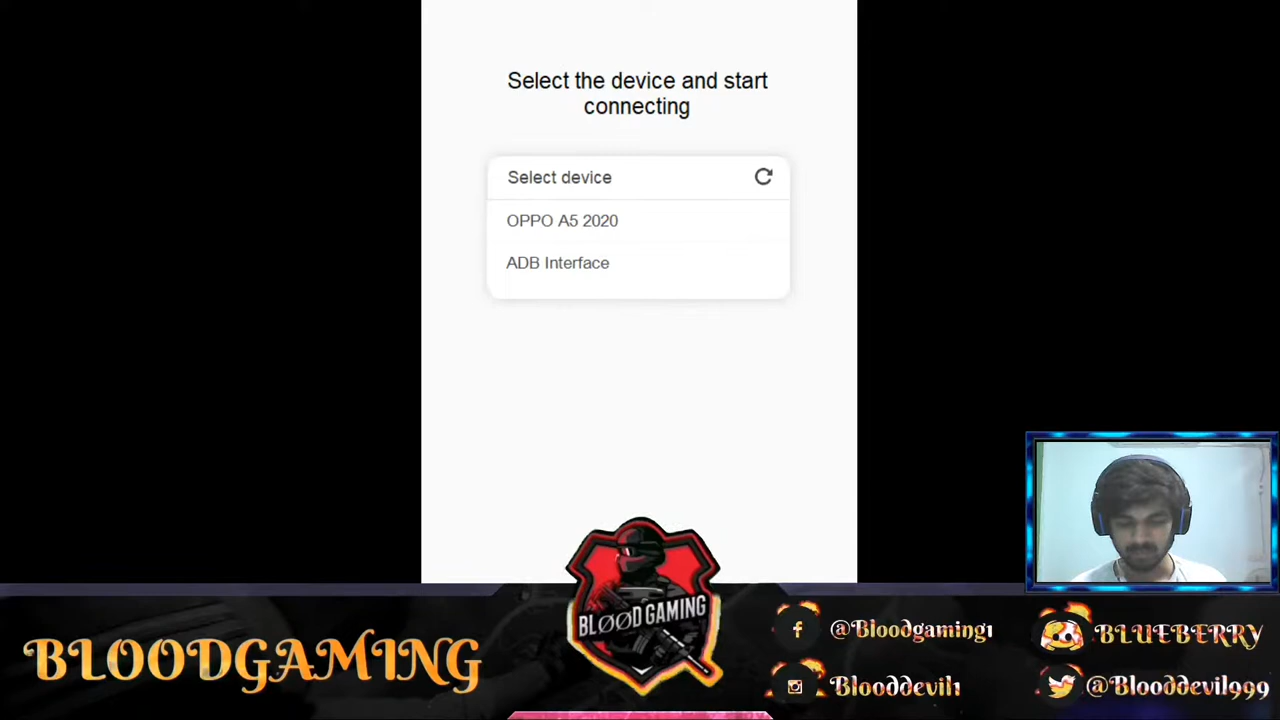 Select the device and start
connecting
Select device
OPPO A5 2020
ADB Interface
BLØØD GAMING
BLOODGAMING
@Bloodgaming1
BLUEBERRY
Blooddevil1
@Blooddevil999